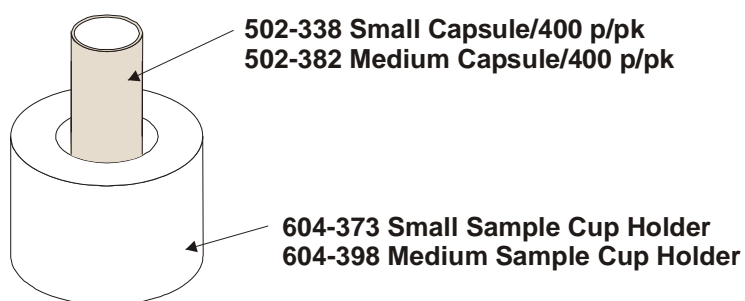 502-338 Small Capsule/400 p/pk
502-382 Medium Capsule/400 p/pk
604-373 Small Sample Cup Holder
604-398 Medium Sample Cup Holder